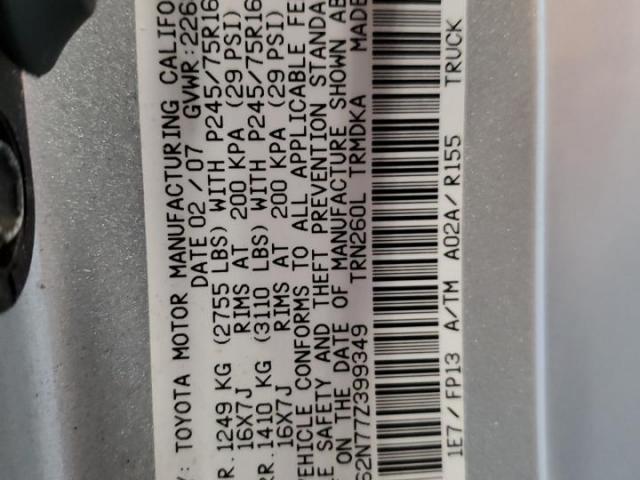 : TOYOTA MOTOR MANUFACTURING CALIFO
DATE 02/07 GVWR:226
R. 1249 KG (2755 LBS) WITH P245/75R16
16X7J RIMS AT 200 KPA (29 PSI)
RR. 1410 KG (3110 LBS) WITH P245/75R16
16X7J RIMS AT 200 KPA (29 PSI)
EHICLE CONFORMS TO ALL APPLICABLE FE
E SAFETY AND THEFT PREVENTION STANDA
ON THE DATE OF MANUFACTURE SHOWN AB
62N77Z399349 TRN260L TRMDKA MADE
1E7/FP13 A/TM A02A/R155 TRUCK